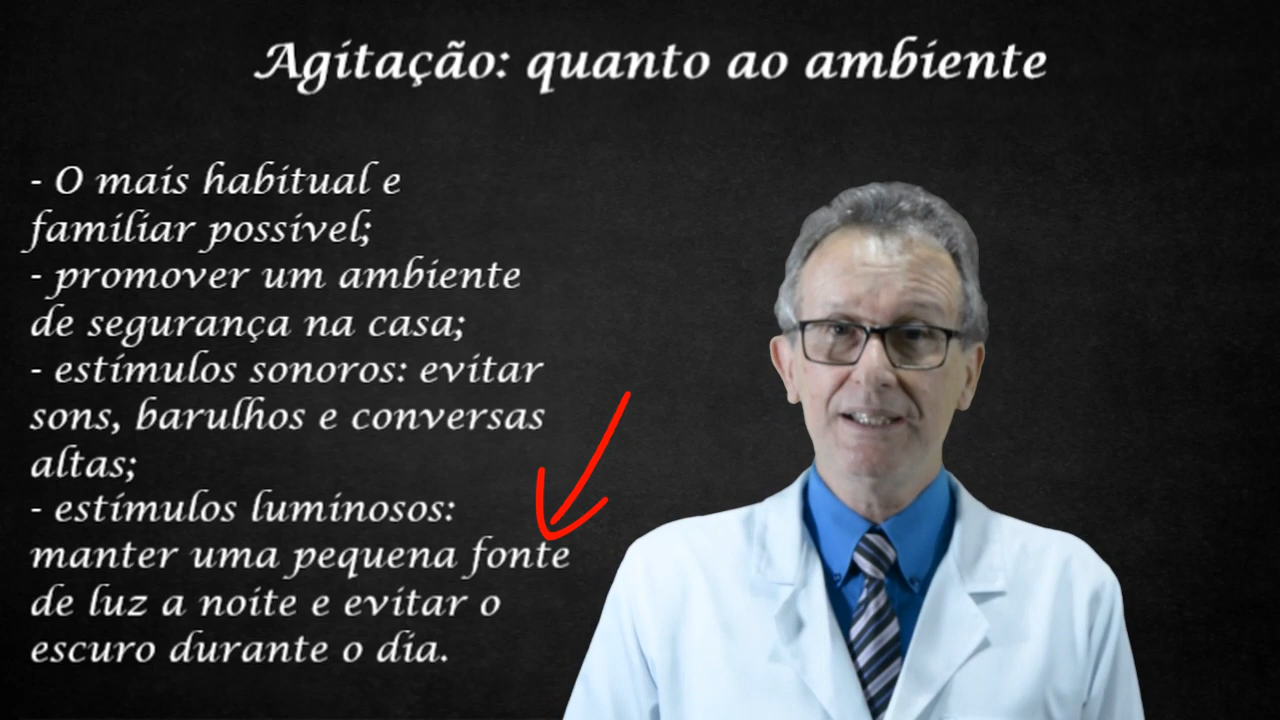 Agitação: quanto ao ambiente
- O mais habitual e
familiar possível;
- promover um ambiente
de segurança na casa;
- estímulos sonoros: evitar
sons, barulhos e conversas
altas;
- estímulos luminosos:
manter uma pequena fonte
de luz a noite e evitar o
escuro durante o dia.